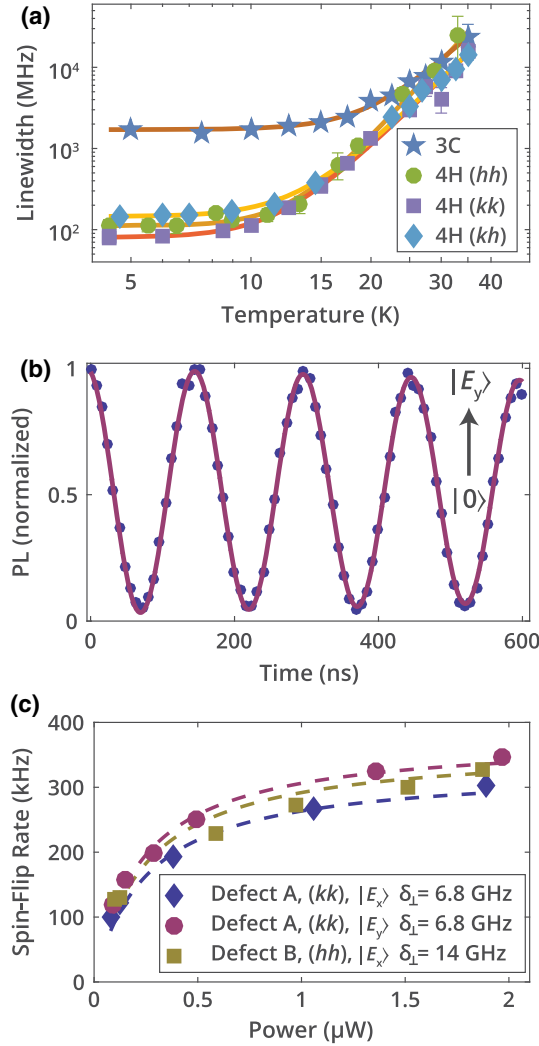 (a)
Linewidth (MHz)
10⁴
10³
10²
3C
4H (hh)
4H (kk)
4H (kh)
5 10 15 20 30 40
Temperature (K)
(b)
PL (normalized)
1
0.5
0
|E_y⟩
|0⟩
0 200 400 600
Time (ns)
(c)
Spin-Flip Rate (kHz)
400
300
200
100
0
Defect A, (kk), |E_x⟩ δ_⊥= 6.8 GHz
Defect A, (kk), |E_y⟩ δ_⊥= 6.8 GHz
Defect B, (hh), |E_x⟩ δ_⊥= 14 GHz
0 0.5 1 1.5 2
Power (μW)